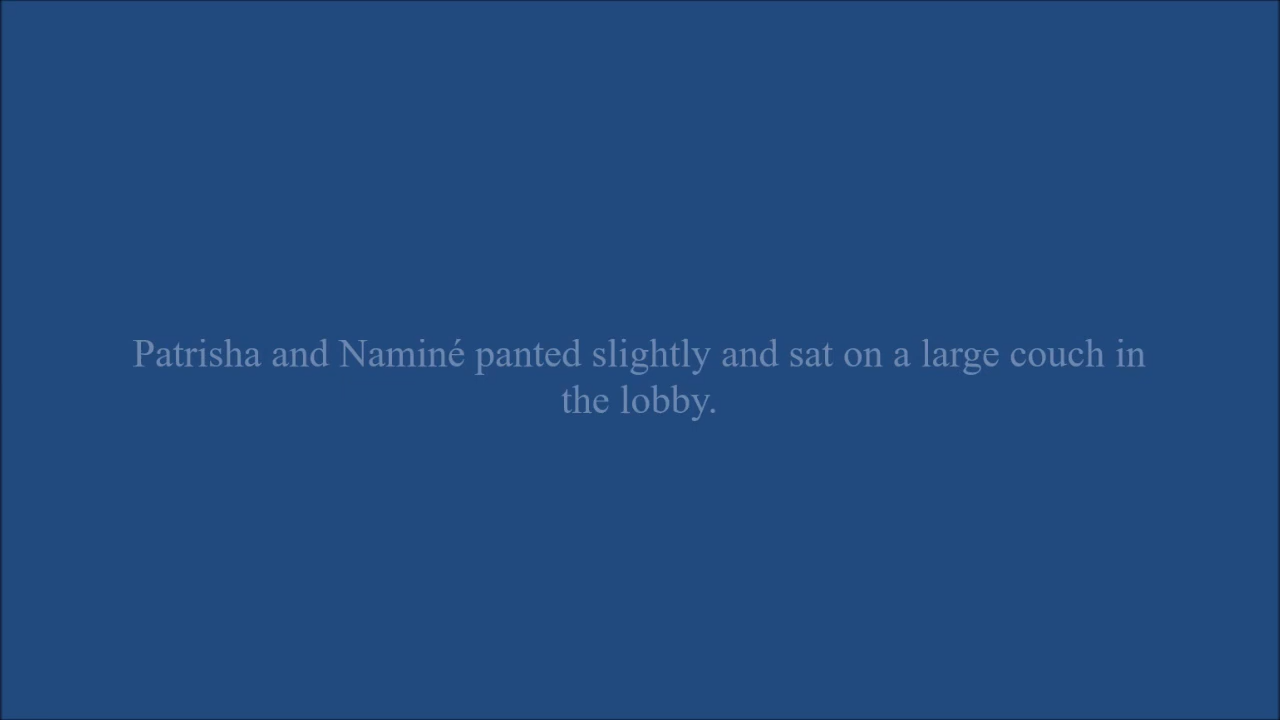 Patrisha and Naminé panted slightly and sat on a large couch in
the lobby.